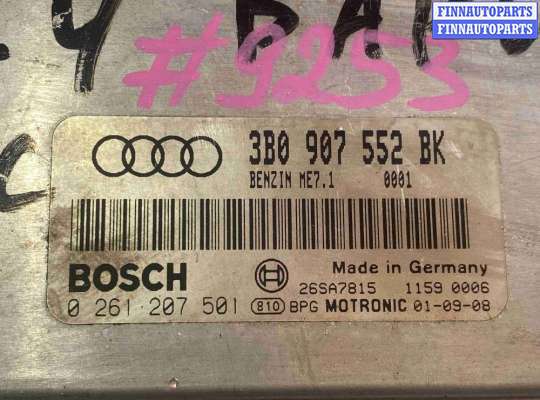 FINNAUTOPARTS
FINNAUTOPARTS
#9253
3B0 907 552 BK
BENZIN ME7.1 0001
BOSCH
Made in Germany
26SA7815 1159 0006
0 261 207 501 810 BPG MOTRONIC 01-09-08